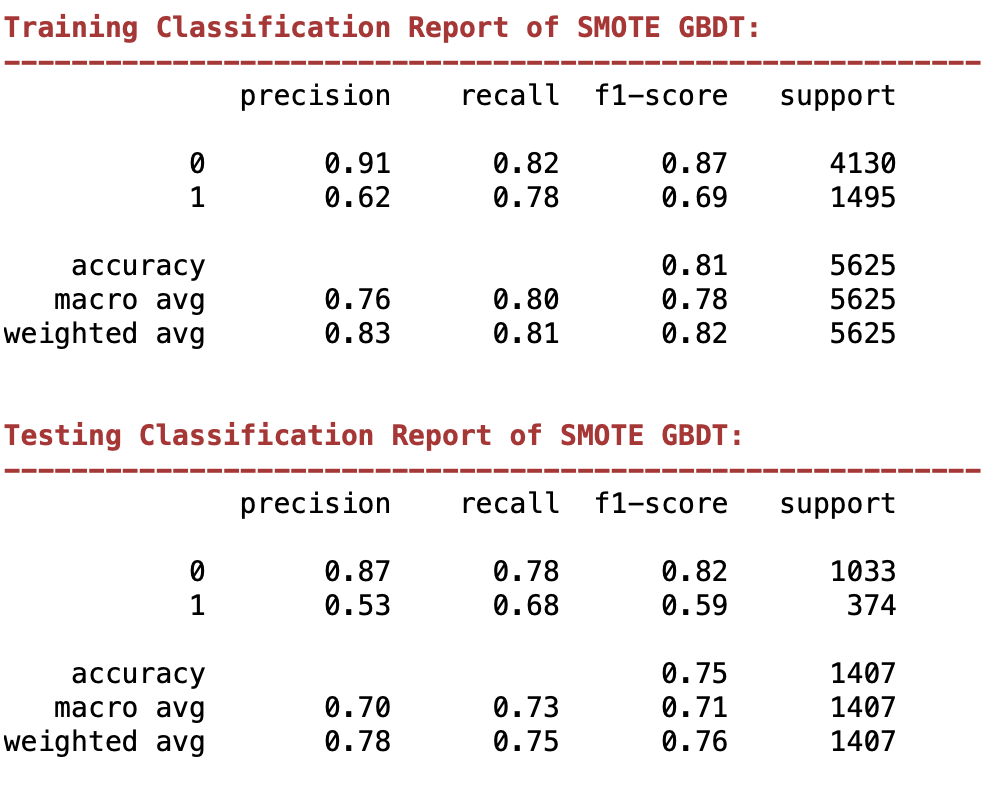 Training Classification Report of SMOTE GBDT:
----------------------------------------------------------
              precision    recall  f1-score   support

           0       0.91      0.82      0.87      4130
           1       0.62      0.78      0.69      1495

    accuracy                           0.81      5625
   macro avg       0.76      0.80      0.78      5625
weighted avg       0.83      0.81      0.82      5625

Testing Classification Report of SMOTE GBDT:
----------------------------------------------------------
              precision    recall  f1-score   support

           0       0.87      0.78      0.82      1033
           1       0.53      0.68      0.59       374

    accuracy                           0.75      1407
   macro avg       0.70      0.73      0.71      1407
weighted avg       0.78      0.75      0.76      1407